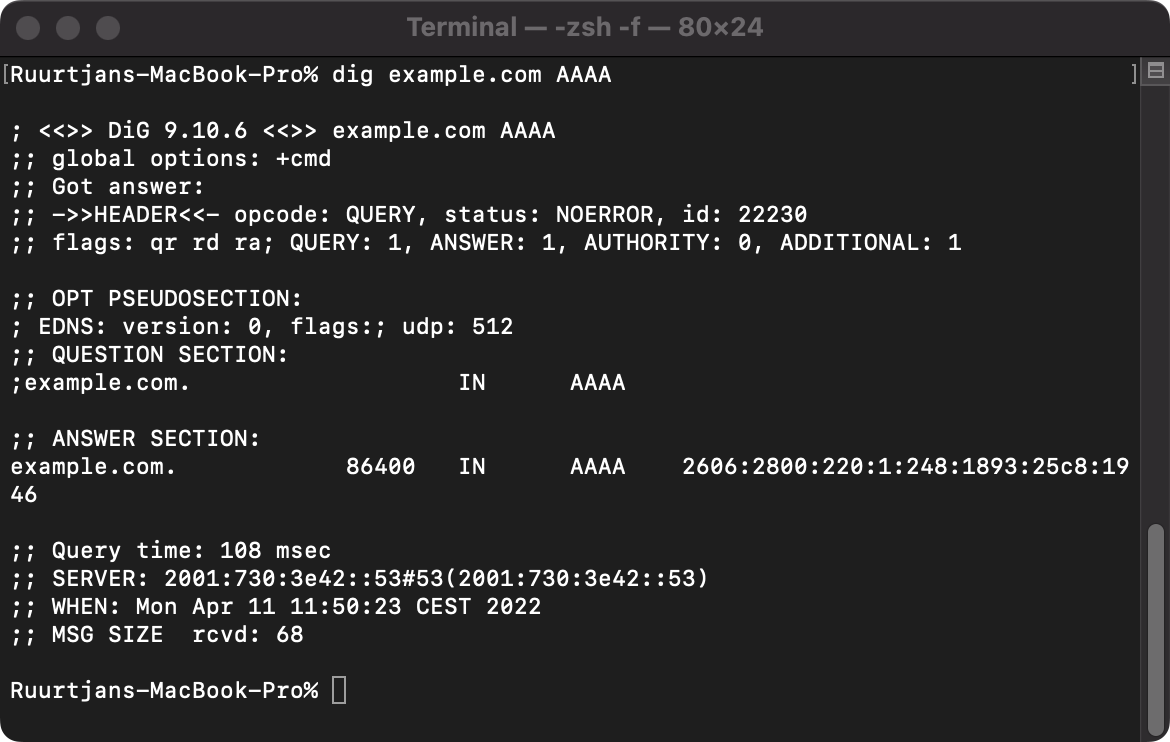 Terminal — -zsh -f — 80×24
[Ruurtjans-MacBook-Pro% dig example.com AAAA ]
; <<>> DiG 9.10.6 <<>> example.com AAAA
;; global options: +cmd
;; Got answer:
;; ->>HEADER<<- opcode: QUERY, status: NOERROR, id: 22230
;; flags: qr rd ra; QUERY: 1, ANSWER: 1, AUTHORITY: 0, ADDITIONAL: 1
;; OPT PSEUDOSECTION:
; EDNS: version: 0, flags:; udp: 512
;; QUESTION SECTION:
;example.com. IN AAAA
;; ANSWER SECTION:
example.com. 86400 IN AAAA 2606:2800:220:1:248:1893:25c8:19
46
;; Query time: 108 msec
;; SERVER: 2001:730:3e42::53#53(2001:730:3e42::53)
;; WHEN: Mon Apr 11 11:50:23 CEST 2022
;; MSG SIZE  rcvd: 68
Ruurtjans-MacBook-Pro%